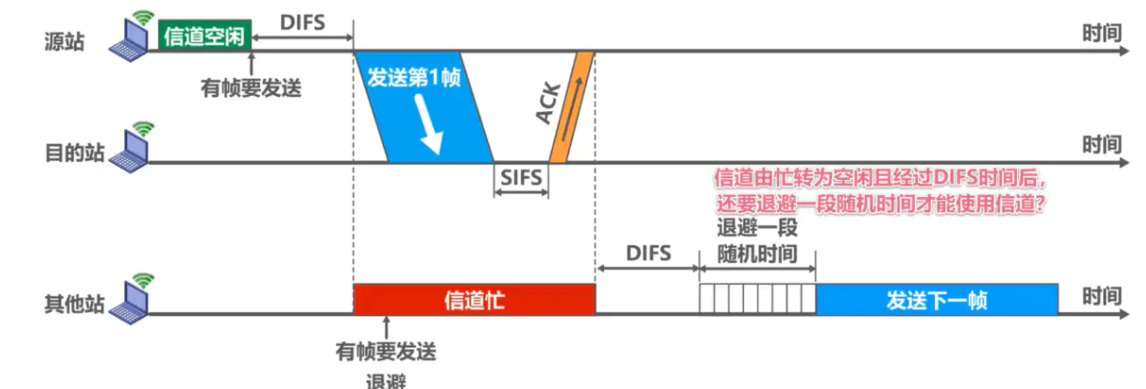 源站
信道空闲
DIFS
时间
有帧要发送
发送第1帧
ACK
目的站
时间
SIFS
信道由忙转为空闲且经过DIFS时间后，
还要退避一段随机时间才能使用信道？
退避一段
随机时间
DIFS
其他站
信道忙
发送下一帧
时间
有帧要发送
退避